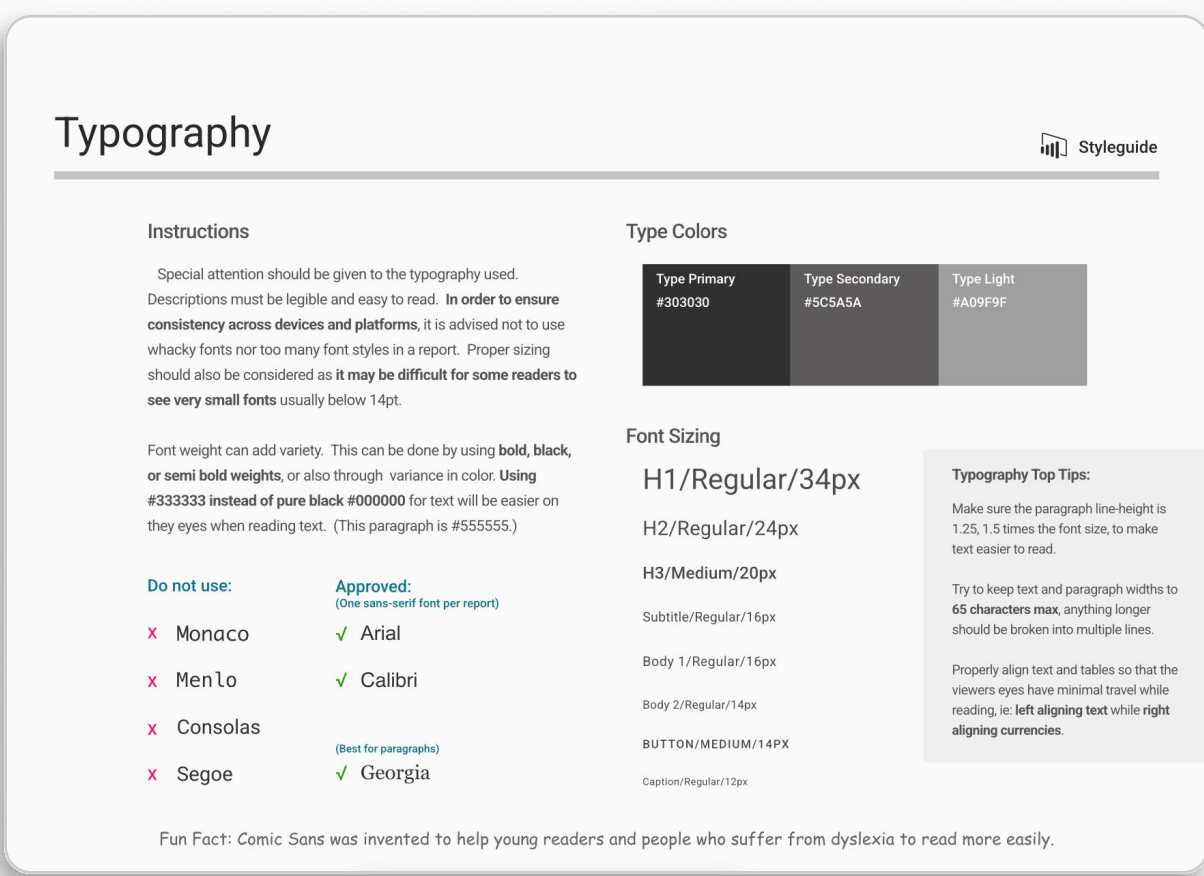 Typography
Styleguide
Instructions
Special attention should be given to the typography used.
Descriptions must be legible and easy to read. In order to ensure
consistency across devices and platforms, it is advised not to use
whacky fonts nor too many font styles in a report. Proper sizing
should also be considered as it may be difficult for some readers to
see very small fonts usually below 14pt.
Font weight can add variety. This can be done by using bold, black,
or semi bold weights, or also through variance in color. Using
#333333 instead of pure black #000000 for text will be easier on
they eyes when reading text. (This paragraph is #555555.)
Do not use:
x Monaco
x Menlo
x Consolas
x Segoe
Approved:
(One sans-serif font per report)
√ Arial
√ Calibri
(Best for paragraphs)
√ Georgia
Type Colors
Type Primary
#303030
Type Secondary
#5C5A5A
Type Light
#A09F9F
Font Sizing
H1/Regular/34px
H2/Regular/24px
H3/Medium/20px
Subtitle/Regular/16px
Body 1/Regular/16px
Body 2/Regular/14px
BUTTON/MEDIUM/14PX
Caption/Regular/12px
Typography Top Tips:
Make sure the paragraph line-height is
1.25, 1.5 times the font size, to make
text easier to read.
Try to keep text and paragraph widths to
65 characters max, anything longer
should be broken into multiple lines.
Properly align text and tables so that the
viewers eyes have minimal travel while
reading, ie: left aligning text while right
aligning currencies.
Fun Fact: Comic Sans was invented to help young readers and people who suffer from dyslexia to read more easily.